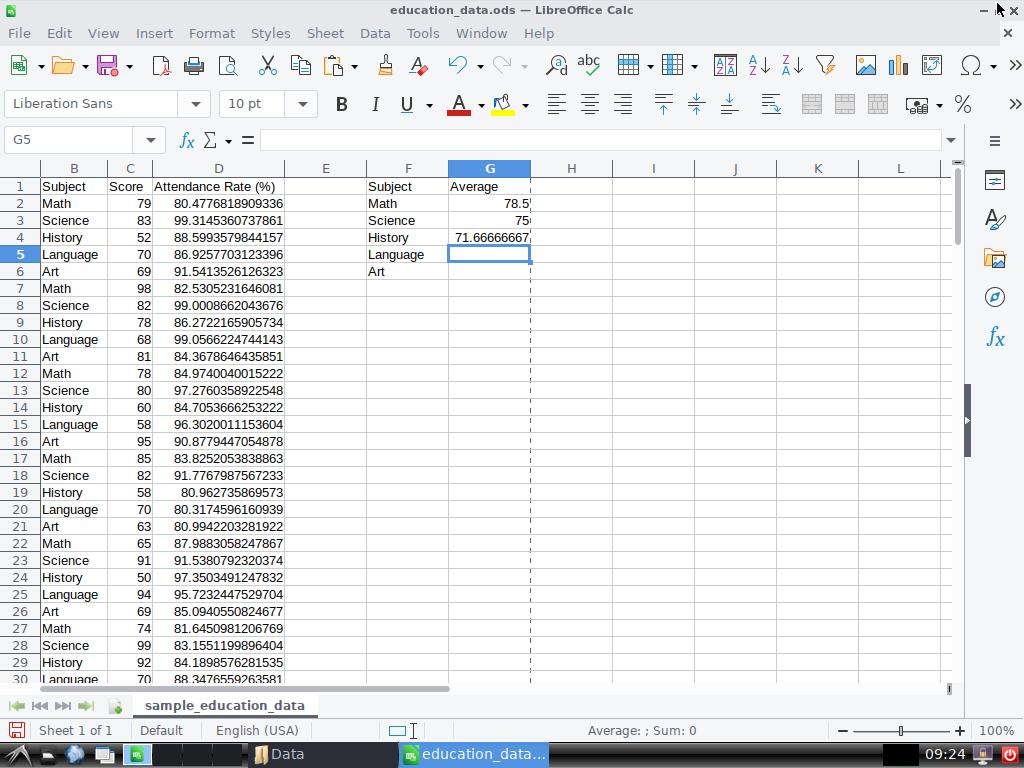 education_data.ods — LibreOffice Calc
File Edit View Insert Format Styles Sheet Data Tools Window Help
Liberation Sans 10 pt
G5
B C D E F G H I J K L
1 Subject Score Attendance Rate (%) Subject Average
2 Math 79 80.4776818909336 Math 78.5
3 Science 83 99.3145360737861 Science 75
4 History 52 88.5993579844157 History 71.66666667
5 Language 70 86.9257703123396 Language
6 Art 69 91.5413526126323 Art
7 Math 98 82.5305231646081
8 Science 82 99.0008662043676
9 History 78 86.2722165905734
10 Language 68 99.0566224744143
11 Art 81 84.3678646435851
12 Math 78 84.9740040015222
13 Science 80 97.2760358922548
14 History 60 84.7053666253222
15 Language 58 96.3020011153604
16 Art 95 90.8779447054878
17 Math 85 83.8252053838863
18 Science 82 91.7767987567233
19 History 58 80.962735869573
20 Language 70 80.3174596160939
21 Art 63 80.9942203281922
22 Math 65 87.9883058247867
23 Science 91 91.5380792320374
24 History 50 97.3503491247832
25 Language 94 95.7232447529704
26 Art 69 85.0940550824677
27 Math 74 81.6450981206769
28 Science 99 83.1551199896404
29 History 92 84.1898576281535
30 Language 70 88.3476559263581
sample_education_data
Sheet 1 of 1 Default English (USA) Average: ; Sum: 0 100%
Data education_data... 09:24